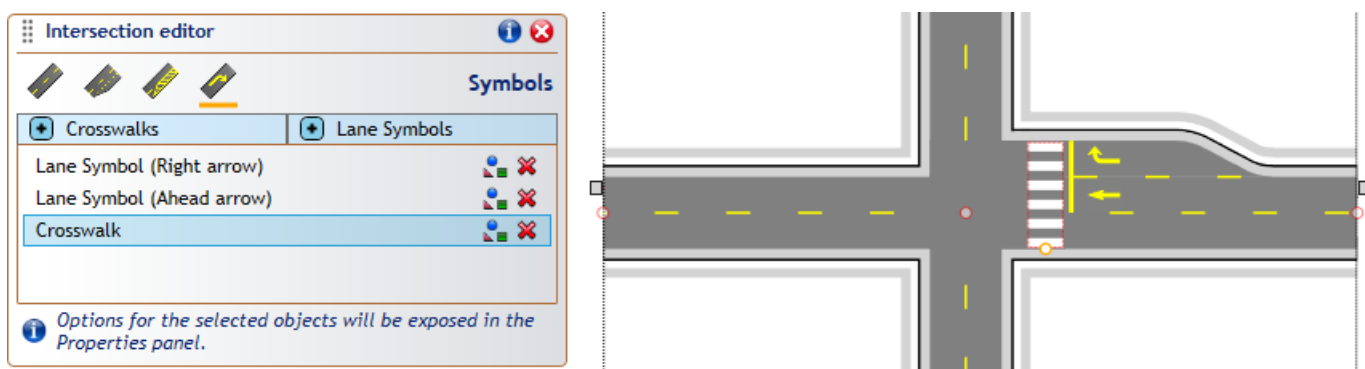 Intersection editor
Symbols
Crosswalks
Lane Symbols
Lane Symbol (Right arrow)
Lane Symbol (Ahead arrow)
Crosswalk
Options for the selected objects will be exposed in the
Properties panel.